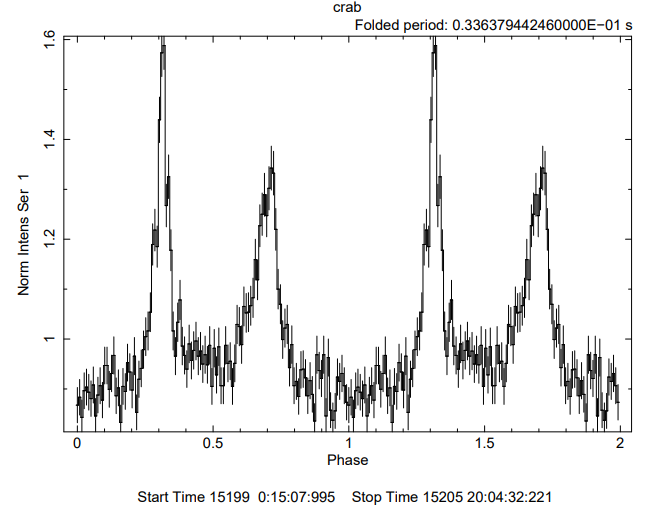 crab
Folded period: 0.336379442460000E−01 s
1.6
1.4
1.2
1
Norm Intens Ser 1
0 0.5 1 1.5 2
Phase
Start Time 15199 0:15:07:995 Stop Time 15205 20:04:32:221